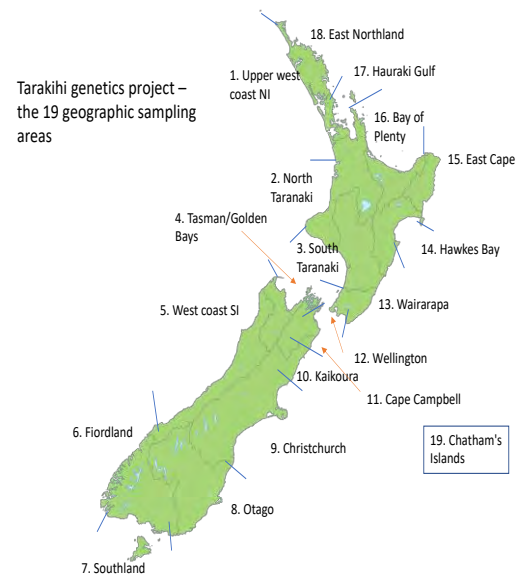 Tarakihi genetics project –
the 19 geographic sampling
areas
18. East Northland
1. Upper west
coast NI
17. Hauraki Gulf
16. Bay of
Plenty
15. East Cape
2. North
Taranaki
4. Tasman/Golden
Bays
3. South
Taranaki
14. Hawkes Bay
5. West coast SI
13. Wairarapa
12. Wellington
10. Kaikoura
11. Cape Campbell
6. Fiordland
9. Christchurch
19. Chatham's
Islands
8. Otago
7. Southland